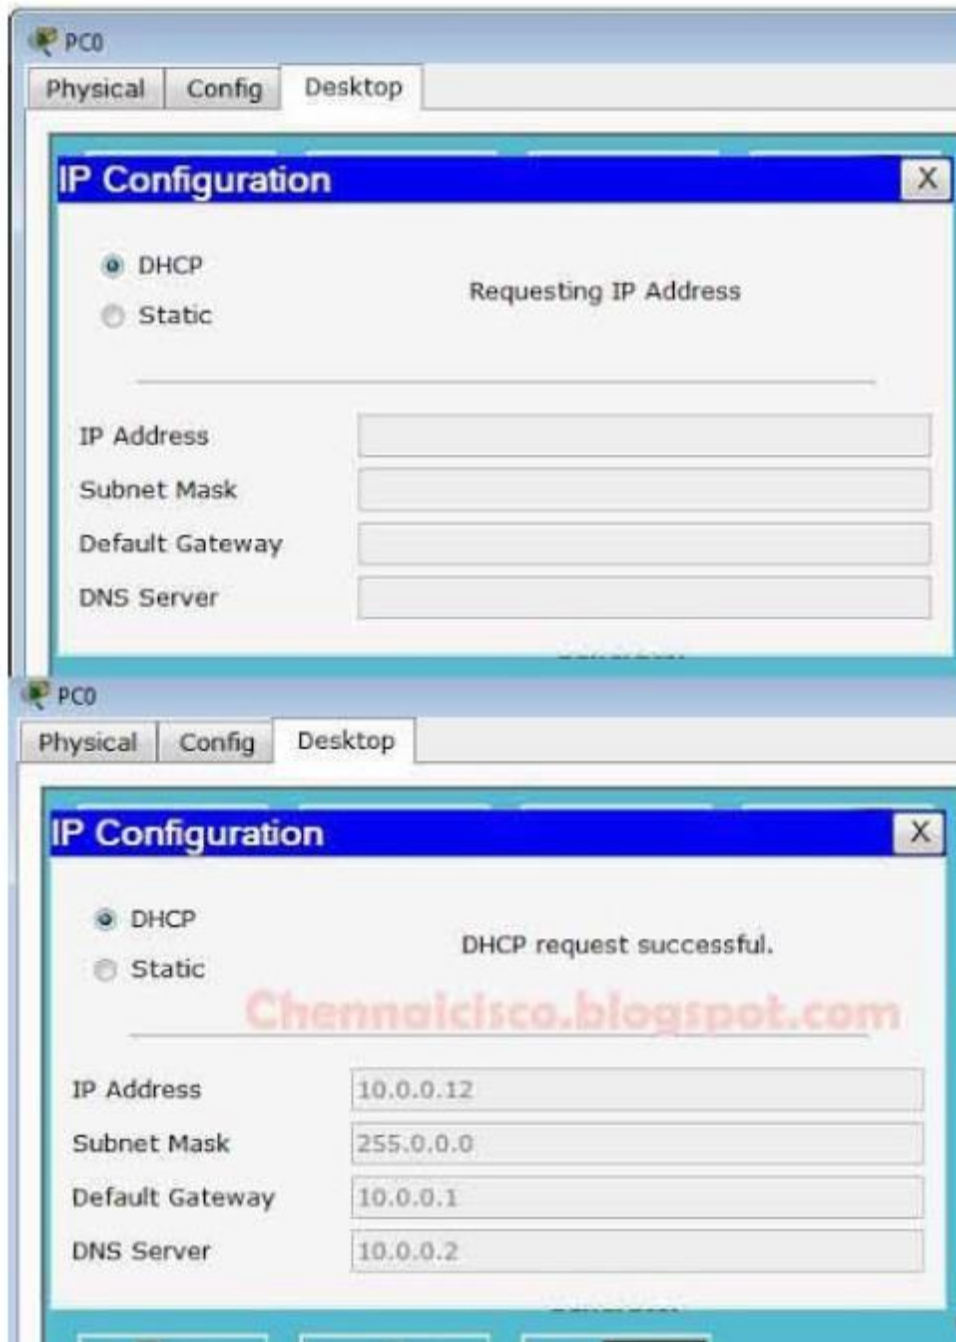 PC0
Physical Config Desktop
IP Configuration X
DHCP
Requesting IP Address
Static
IP Address
Subnet Mask
Default Gateway
DNS Server
PC0
Physical Config Desktop
IP Configuration X
DHCP
DHCP request successful.
Static
Chennaicisco.blogspot.com
IP Address 10.0.0.12
Subnet Mask 255.0.0.0
Default Gateway 10.0.0.1
DNS Server 10.0.0.2